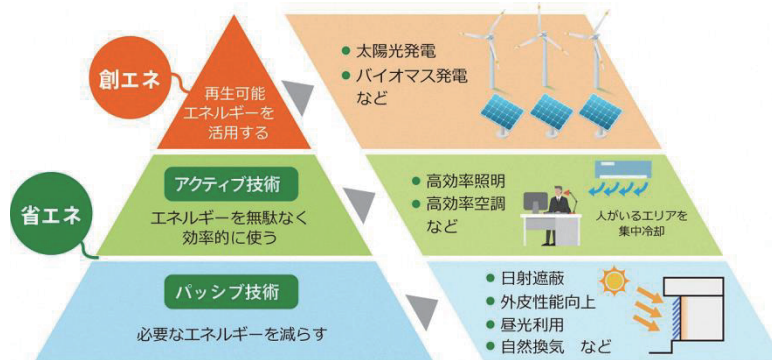 創エネ
再生可能
エネルギーを
活用する
● 太陽光発電
● バイオマス発電
など
省エネ
アクティブ技術
エネルギーを無駄なく
効率的に使う
● 高効率照明
● 高効率空調
など
人がいるエリアを
集中冷却
パッシブ技術
必要なエネルギーを減らす
● 日射遮蔽
● 外皮性能向上
● 昼光利用
● 自然換気 など